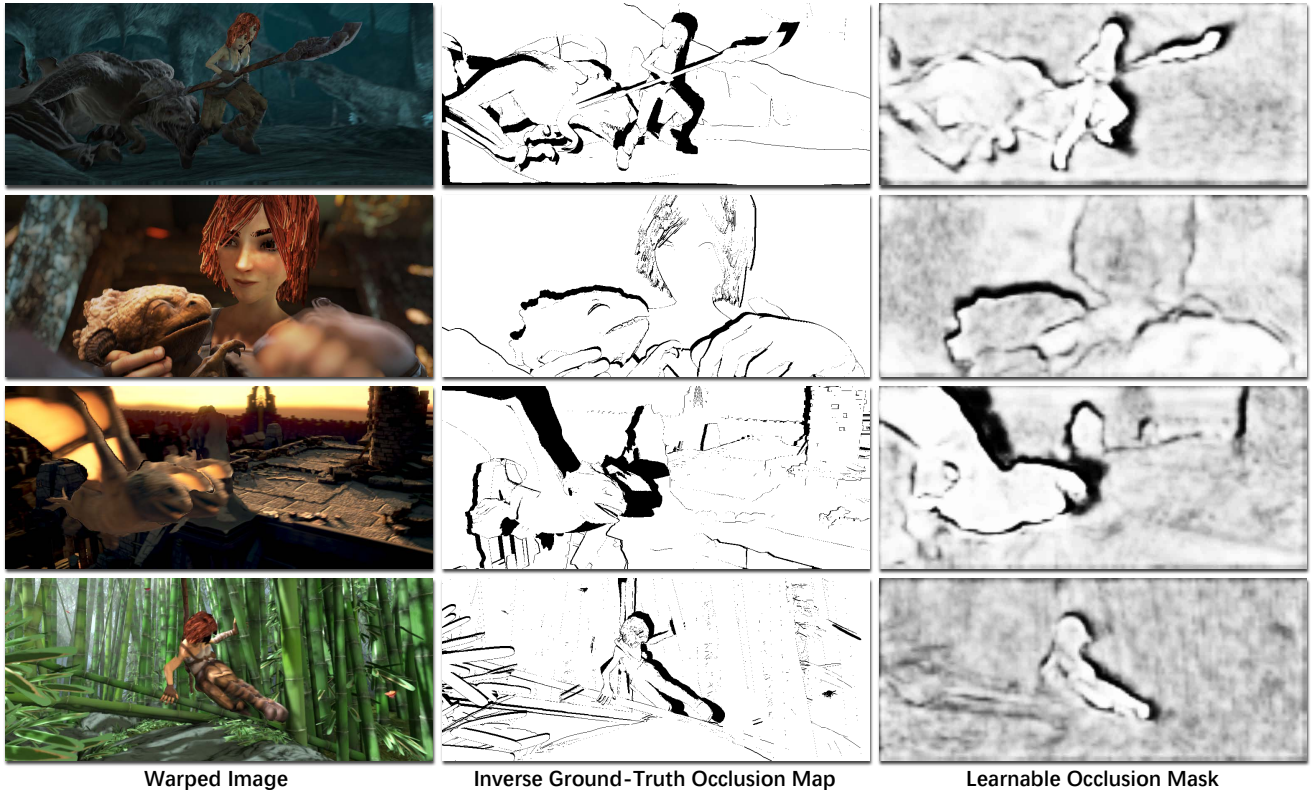 Warped Image
Inverse Ground-Truth Occlusion Map
Learnable Occlusion Mask